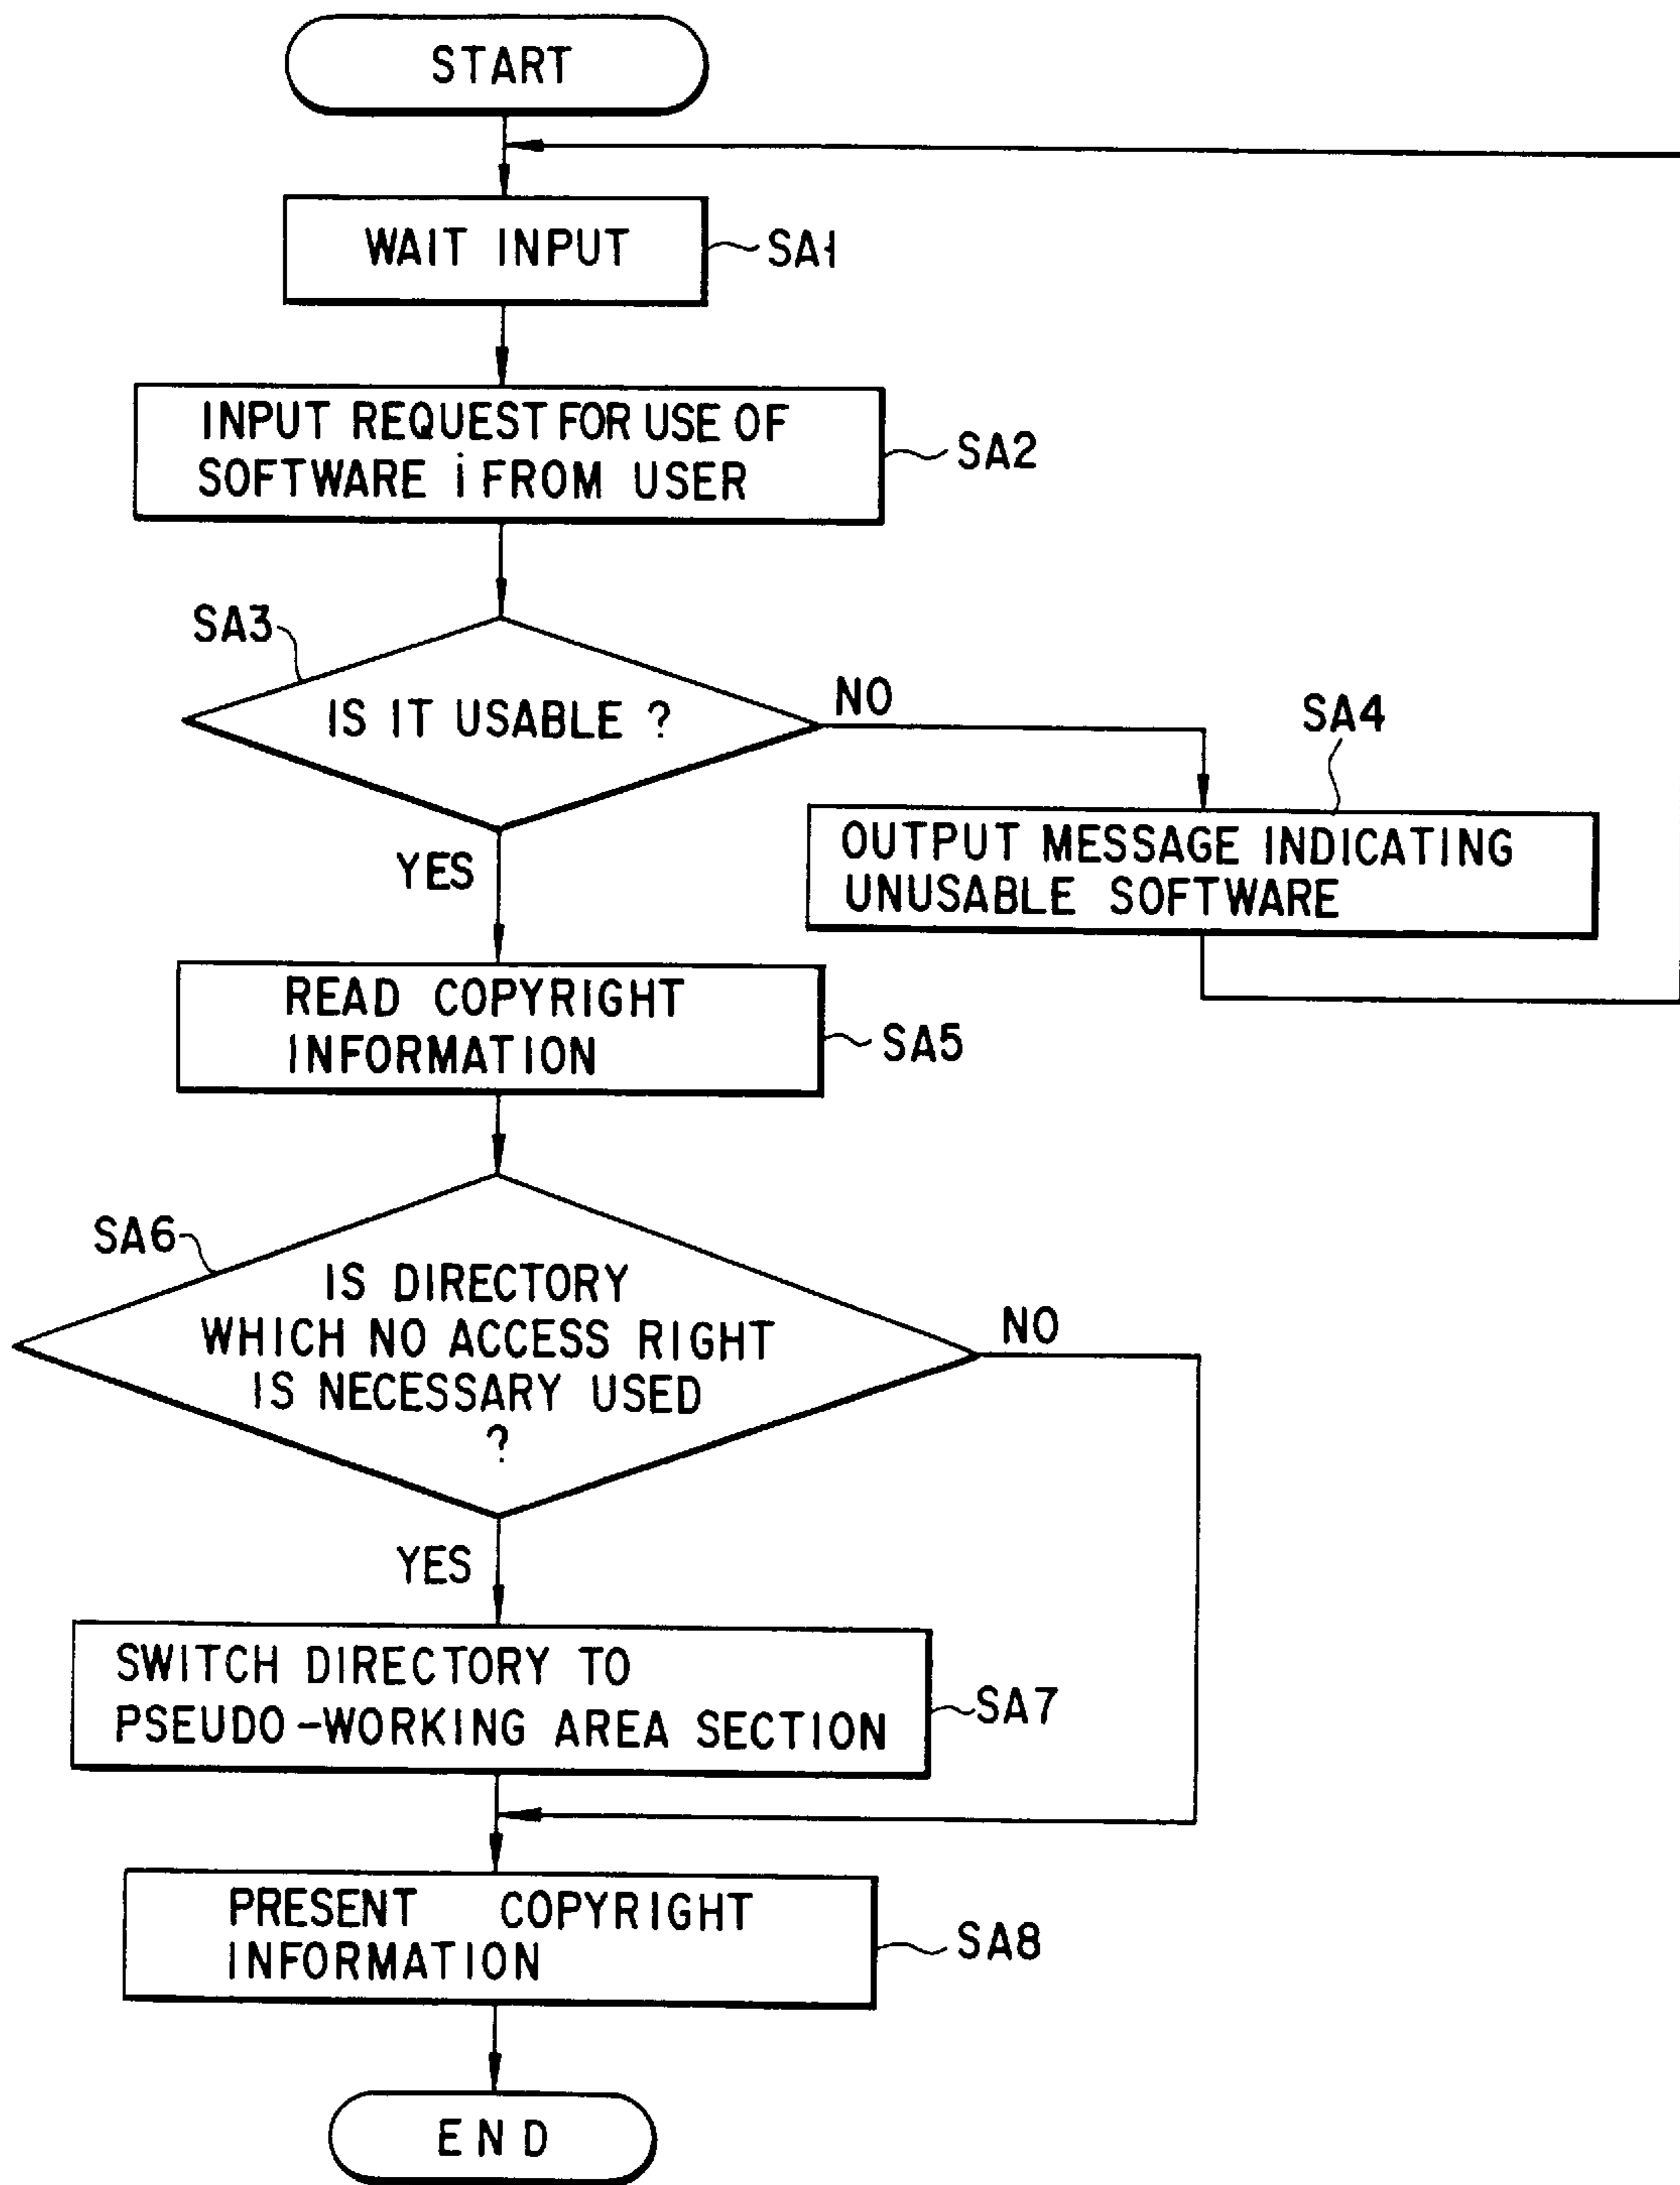 START
WAIT INPUT
SA1
INPUT REQUEST FOR USE OF
SOFTWARE i FROM USER
SA2
SA3
IS IT USABLE ?
NO
YES
SA4
OUTPUT MESSAGE INDICATING
UNUSABLE SOFTWARE
READ COPYRIGHT
INFORMATION
SA5
SA6
IS DIRECTORY
WHICH NO ACCESS RIGHT
IS NECESSARY USED
?
NO
YES
SWITCH DIRECTORY TO
PSEUDO-WORKING AREA SECTION
SA7
PRESENT COPYRIGHT
INFORMATION
SA8
END